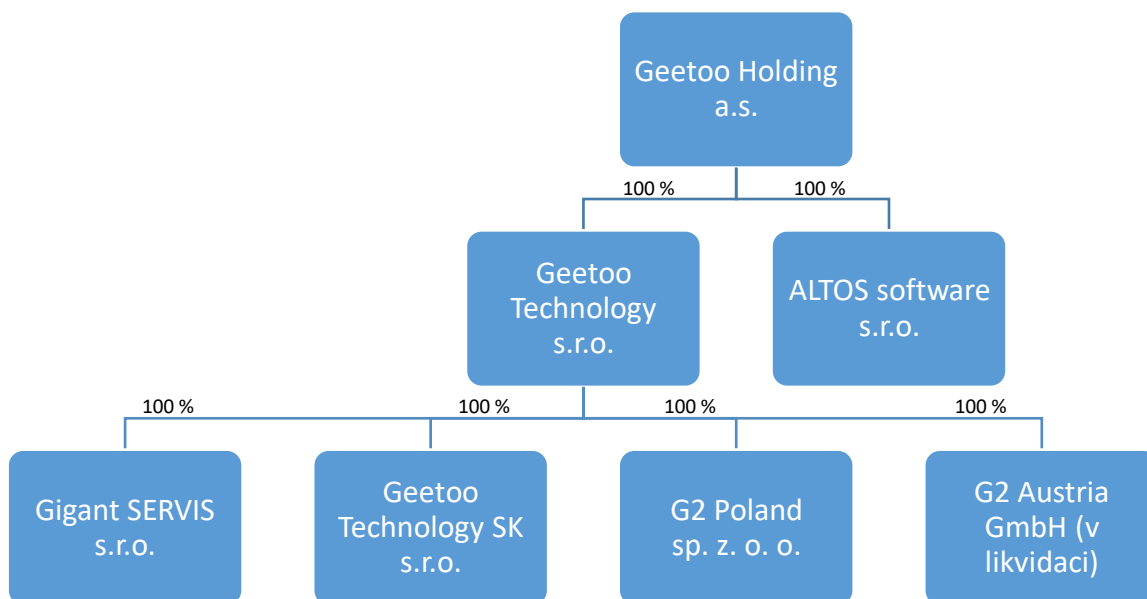 Geetoo Holding
a.s.
100 %
100 %
Geetoo
Technology
s.r.o.
ALTOS software
s.r.o.
100 %
100 %
100 %
100 %
Gigant SERVIS
s.r.o.
Geetoo
Technology SK
s.r.o.
G2 Poland
sp. z. o. o.
G2 Austria
GmbH (v
likvidaci)